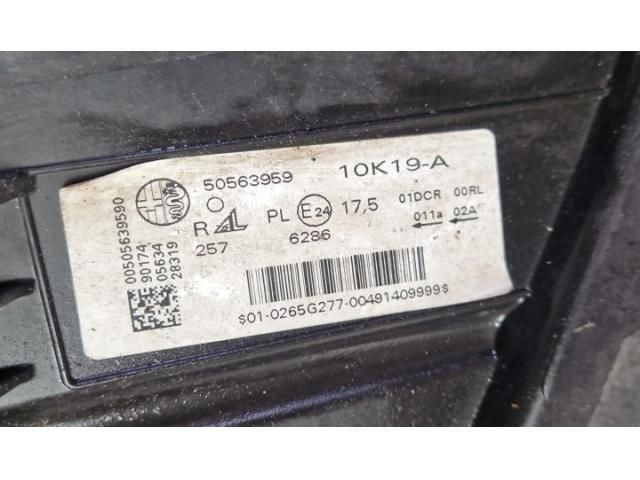 50563959
10K19-A
R AL PL E24 17,5 01DCR 00RL
257 6286 011a 02A
00505639590
90174
05634
28319
$01-0265G277-00491409999$